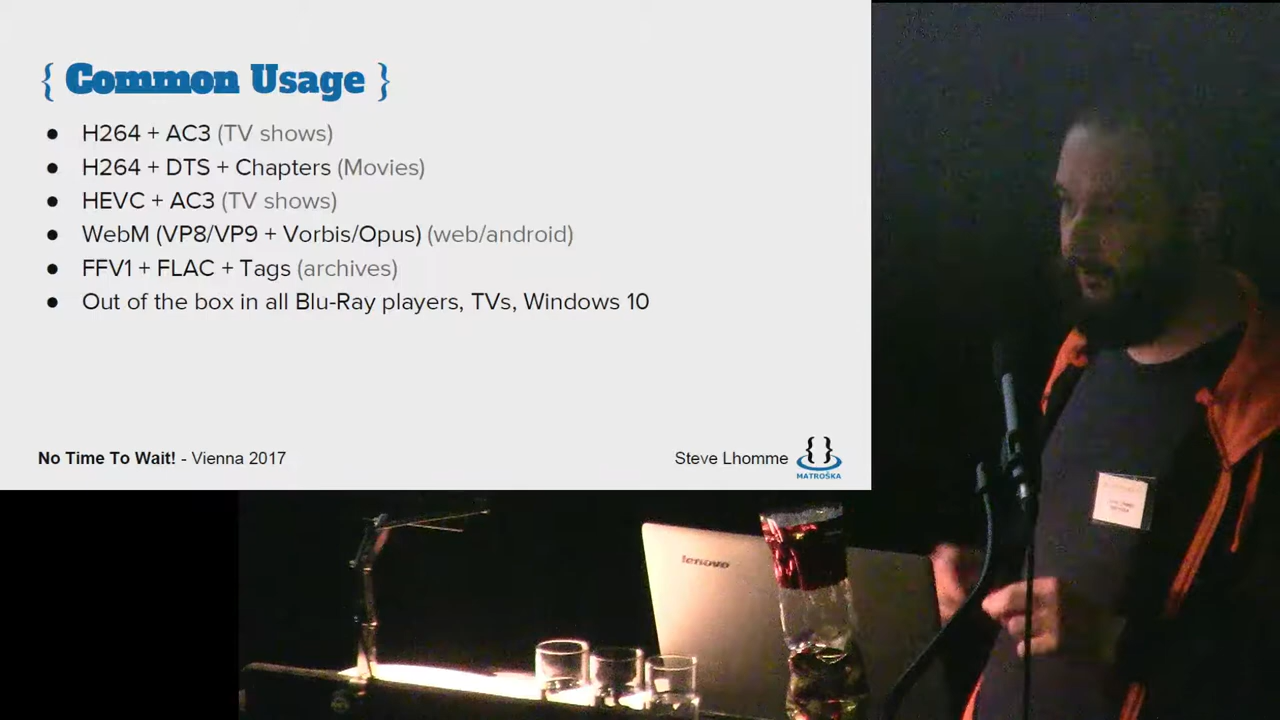 { Common Usage }
● H264 + AC3 (TV shows)
● H264 + DTS + Chapters (Movies)
● HEVC + AC3 (TV shows)
● WebM (VP8/VP9 + Vorbis/Opus) (web/android)
● FFV1 + FLAC + Tags (archives)
● Out of the box in all Blu-Ray players, TVs, Windows 10
No Time To Wait! - Vienna 2017
Steve Lhomme
{ }
MATROŠKA
lenovo